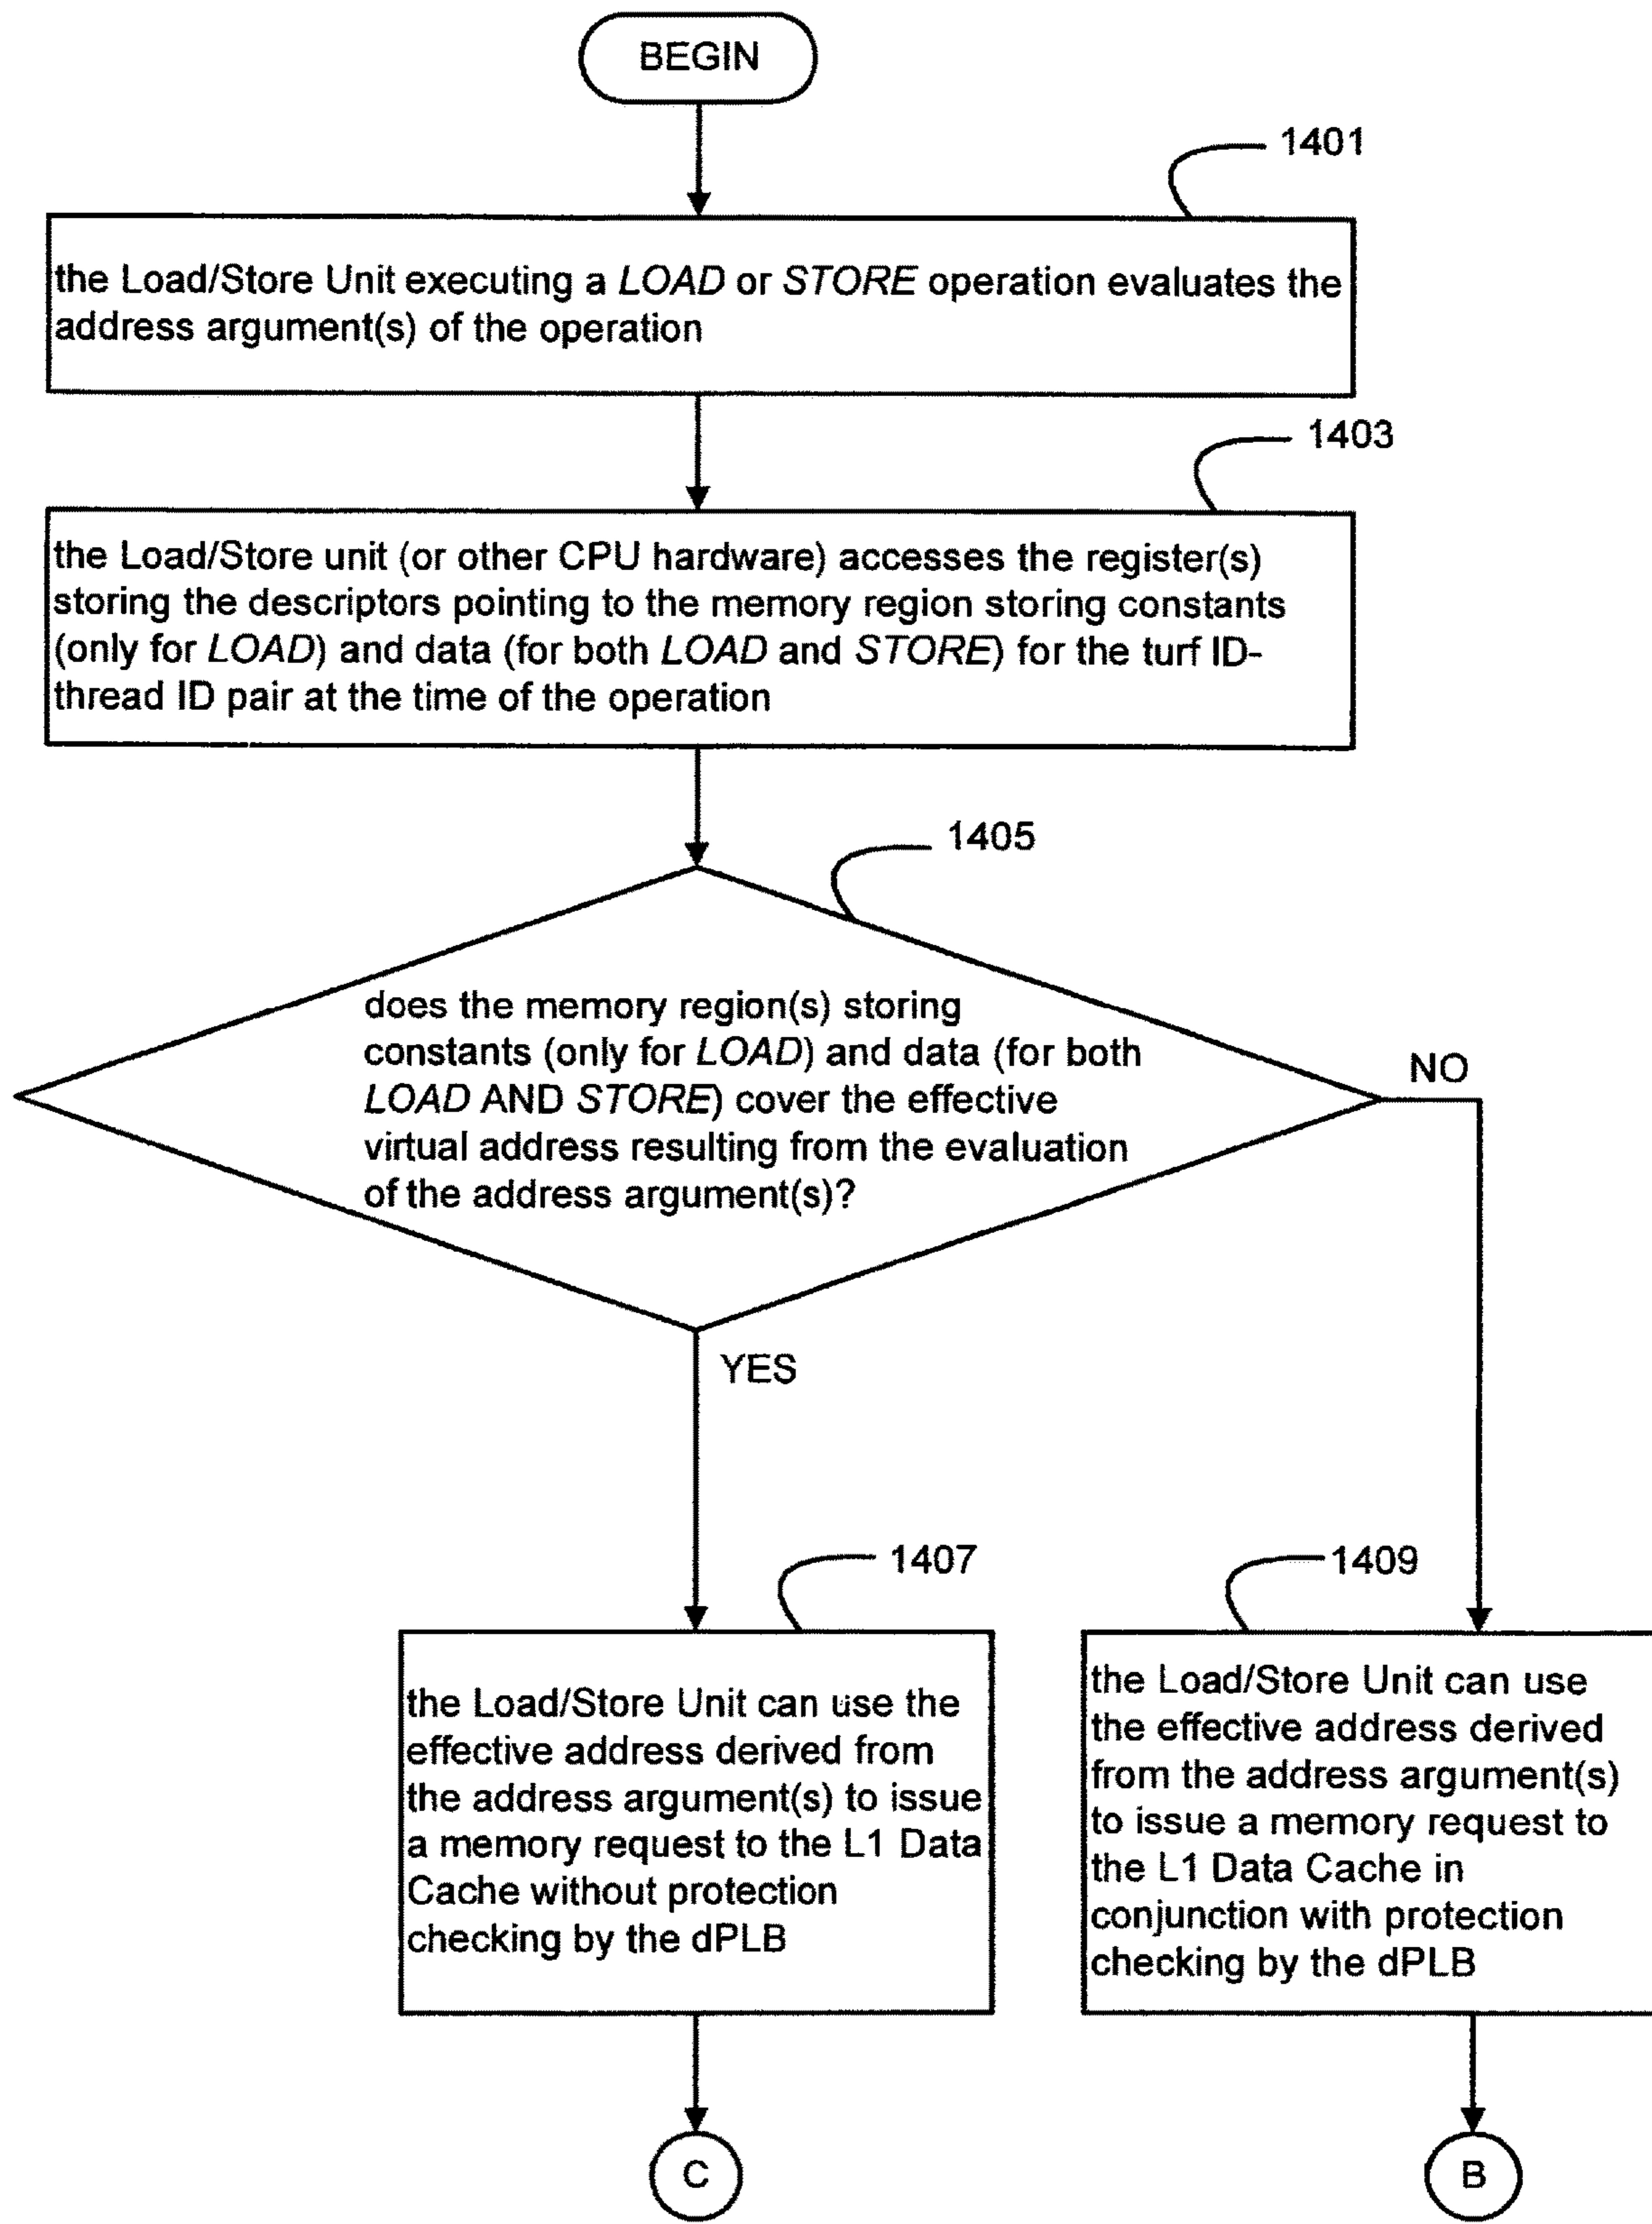 BEGIN
1401
the Load/Store Unit executing a LOAD or STORE operation evaluates the
address argument(s) of the operation
1403
the Load/Store unit (or other CPU hardware) accesses the register(s)
storing the descriptors pointing to the memory region storing constants
(only for LOAD) and data (for both LOAD and STORE) for the turf ID-
thread ID pair at the time of the operation
1405
does the memory region(s) storing
constants (only for LOAD) and data (for both
LOAD AND STORE) cover the effective
virtual address resulting from the evaluation
of the address argument(s)?
NO
YES
1407
the Load/Store Unit can use the
effective address derived from
the address argument(s) to issue
a memory request to the L1 Data
Cache without protection
checking by the dPLB
1409
the Load/Store Unit can use
the effective address derived
from the address argument(s)
to issue a memory request to
the L1 Data Cache in
conjunction with protection
checking by the dPLB
C
B